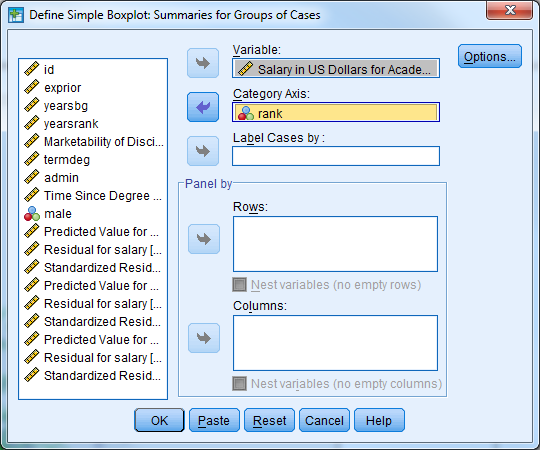 Define Simple Boxplot: Summaries for Groups of Cases
id
exprior
yearsbg
yearsrank
Marketability of Disci...
termdeg
admin
Time Since Degree ...
male
Predicted Value for ...
Residual for salary [...
Standardized Resid...
Predicted Value for ...
Residual for salary [...
Standardized Resid...
Predicted Value for ...
Residual for salary [...
Standardized Resid...
Variable:
Salary in US Dollars for Acade...
Category Axis:
rank
Label Cases by :
Panel by
Rows:
Nest variables (no empty rows)
Columns:
Nest variables (no empty columns)
Options...
OK
Paste
Reset
Cancel
Help